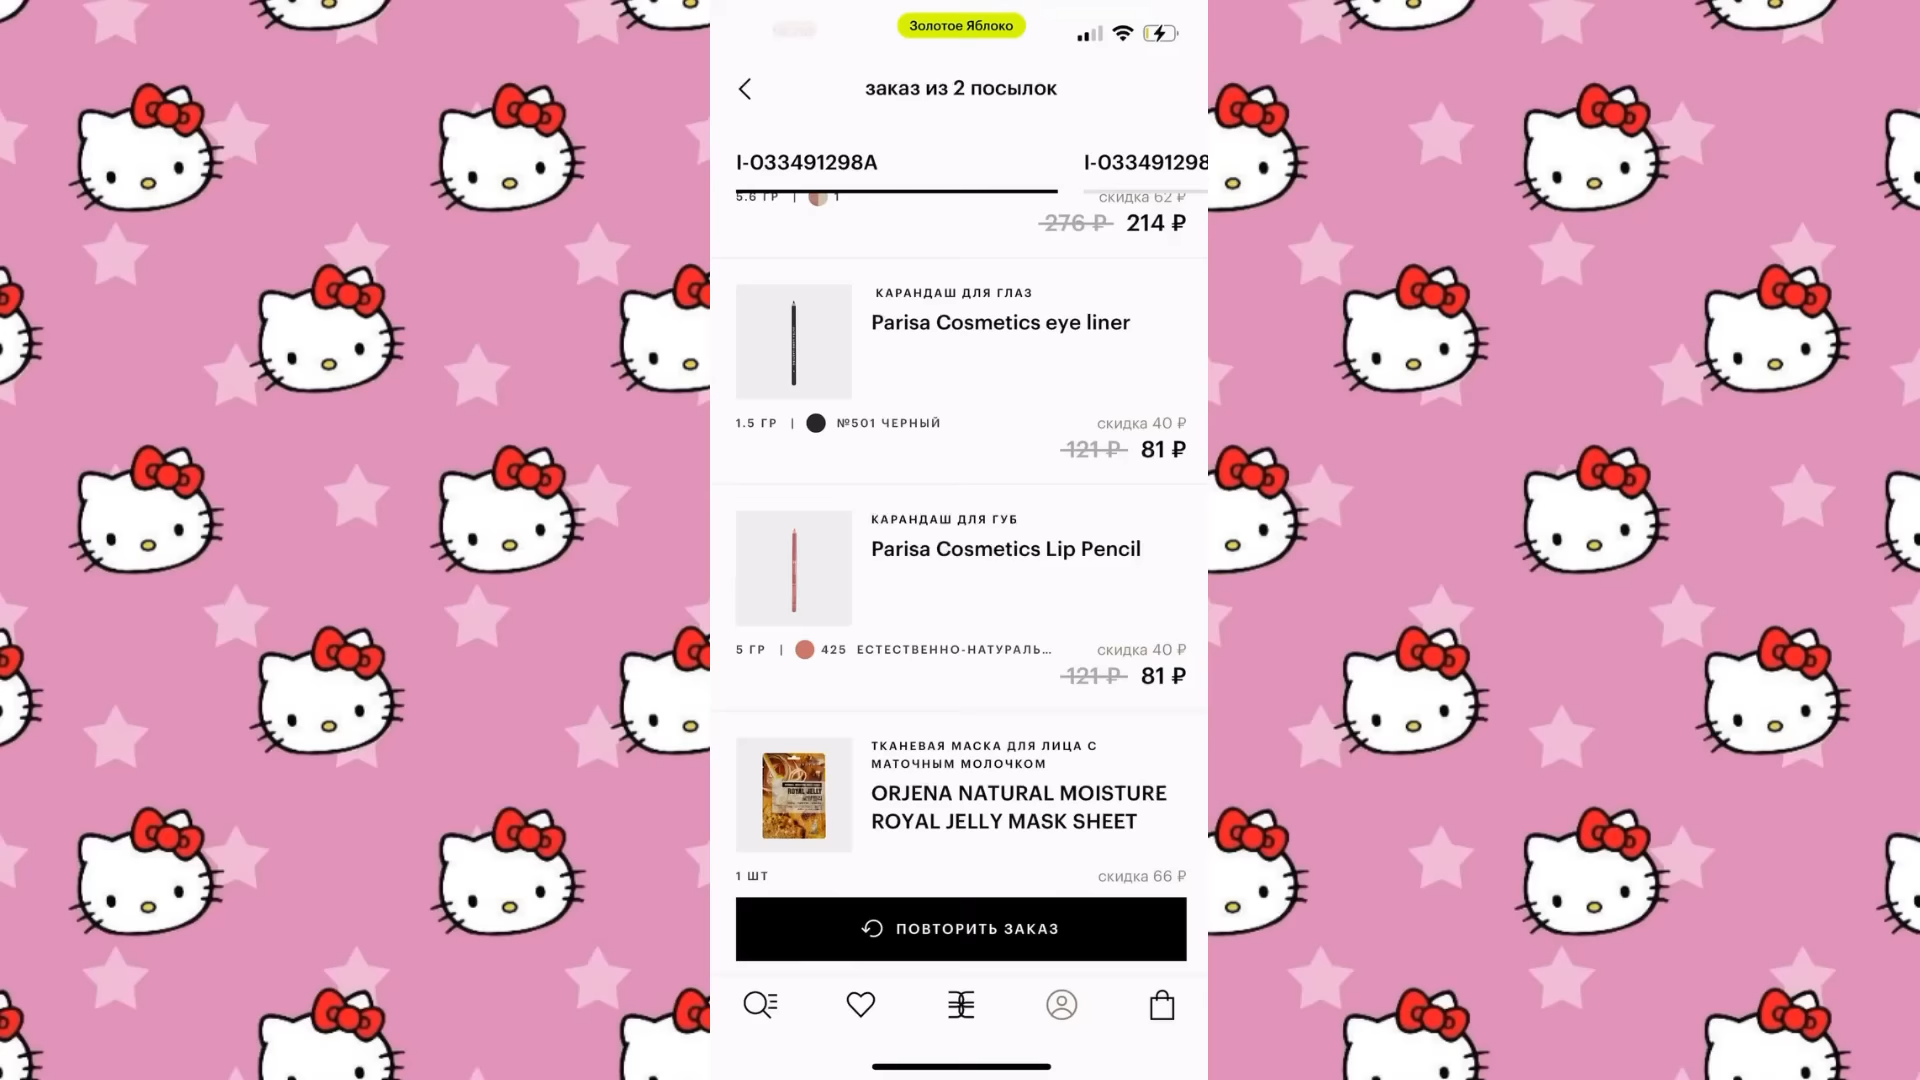 Золотое Яблоко
заказ из 2 посылок
I-033491298A
I-033491298
5.6 ГР | 1
скидка 62 ₽
276 ₽ 214 ₽
КАРАНДАШ ДЛЯ ГЛАЗ
Parisa Cosmetics eye liner
1.5 ГР | №501 ЧЕРНЫЙ
скидка 40 ₽
121 ₽ 81 ₽
КАРАНДАШ ДЛЯ ГУБ
Parisa Cosmetics Lip Pencil
5 ГР | 425 ЕСТЕСТВЕННО-НАТУРАЛЬ...
скидка 40 ₽
121 ₽ 81 ₽
ТКАНЕВАЯ МАСКА ДЛЯ ЛИЦА С
МАТОЧНЫМ МОЛОЧКОМ
ORJENA NATURAL MOISTURE
ROYAL JELLY MASK SHEET
ROYAL JELLY
1 ШТ
скидка 66 ₽
ПОВТОРИТЬ ЗАКАЗ